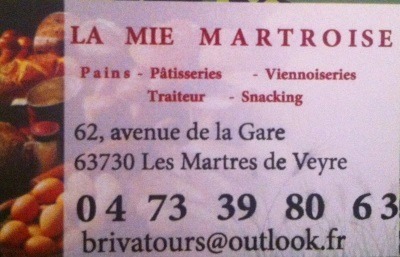 LA MIE MARTROISE
Pains - Pâtisseries - Viennoiseries
Traiteur - Snacking
62, avenue de la Gare
63730 Les Martres de Veyre
04 73 39 80 63
brivatours@outlook.fr